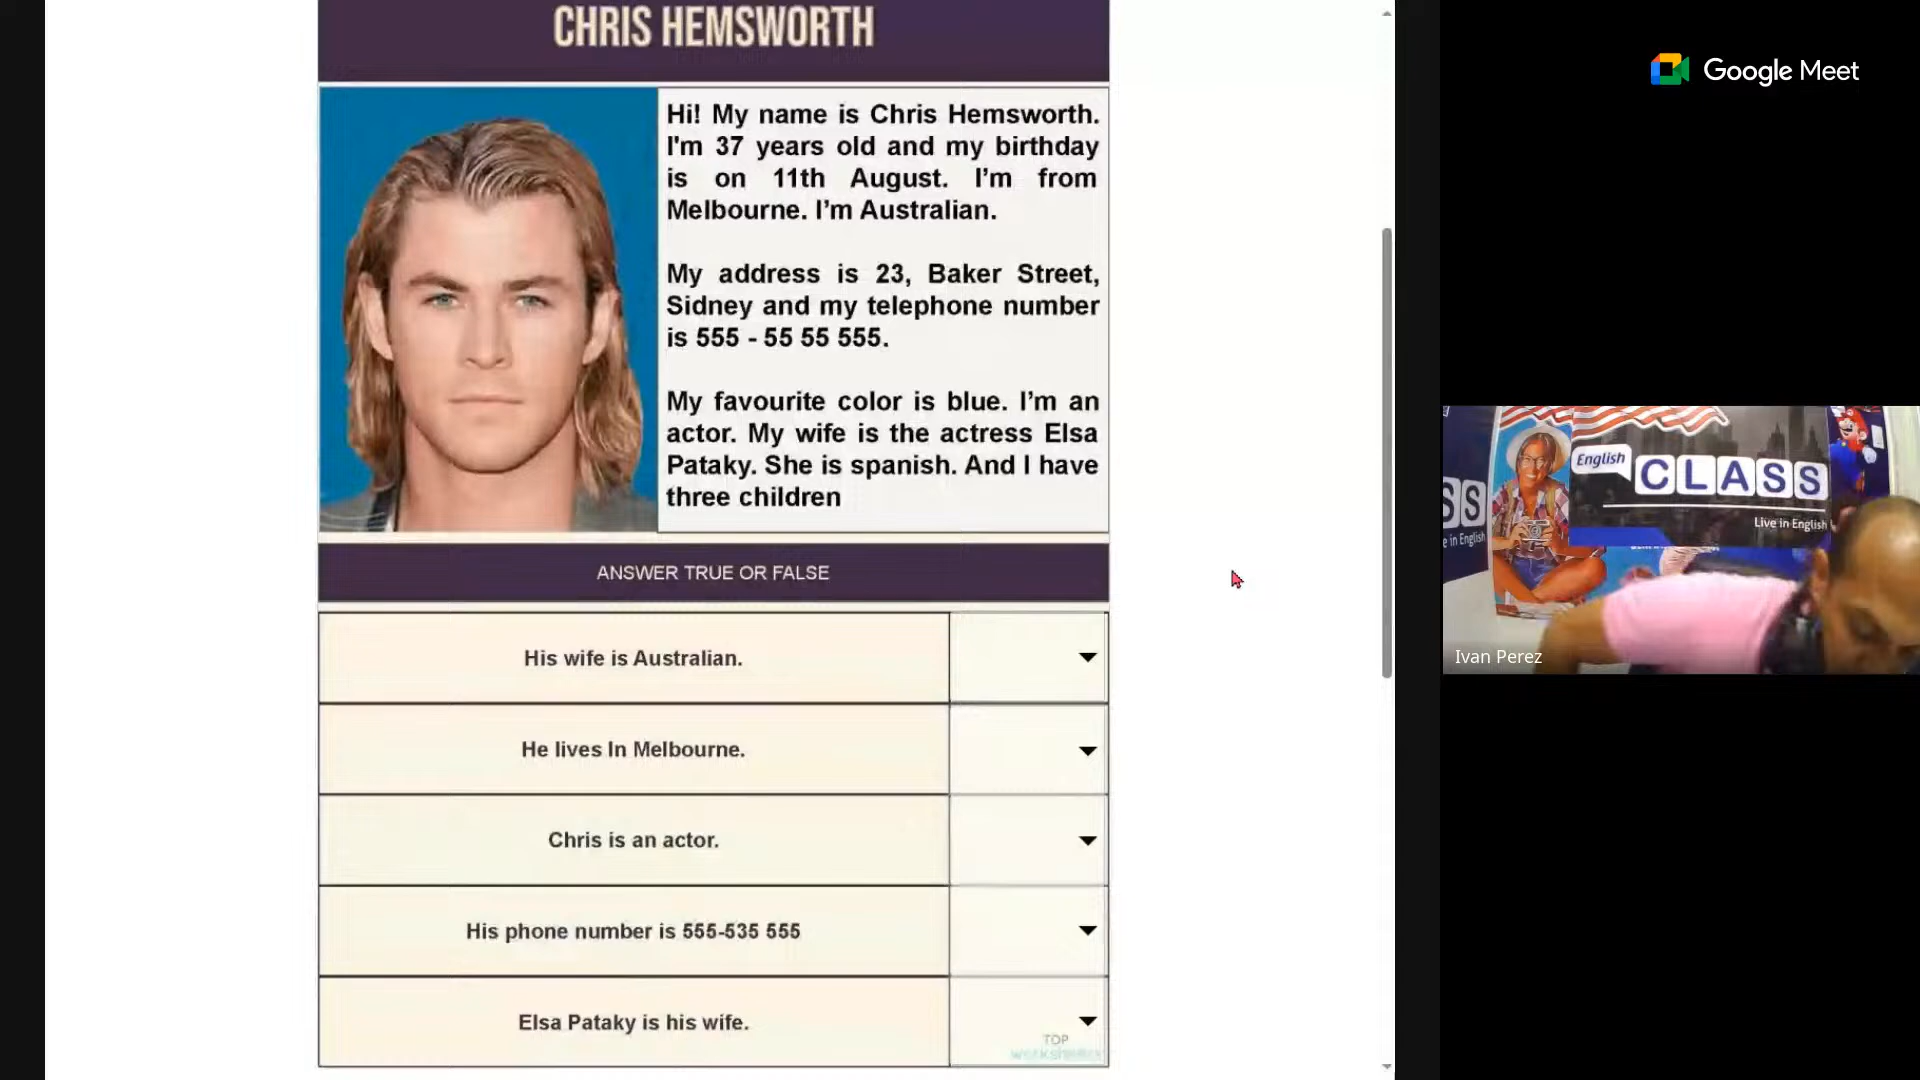 CHRIS HEMSWORTH
Hi! My name is Chris Hemsworth.
I'm 37 years old and my birthday
is on 11th August. I’m from
Melbourne. I’m Australian.
My address is 23, Baker Street,
Sidney and my telephone number
is 555 - 55 55 555.
My favourite color is blue. I’m an
actor. My wife is the actress Elsa
Pataky. She is spanish. And I have
three children
ANSWER TRUE OR FALSE
His wife is Australian.
He lives In Melbourne.
Chris is an actor.
His phone number is 555-535 555
Elsa Pataky is his wife.
TOP
WORKSHEETS
Google Meet
English
CLASS
Live in English
SS
e in English
Ivan Perez